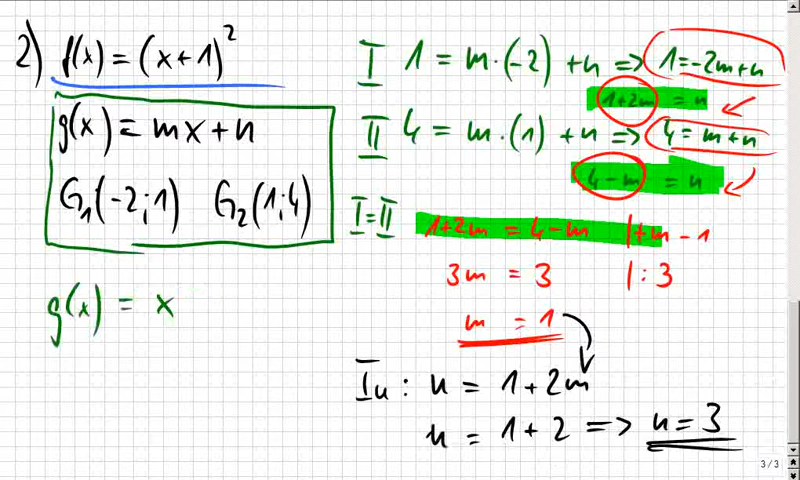 2) f(x) = (x+1)²
g(x) = mx + n
G₁(-2;1) G₂(1;4)
g(x) = x
I 1 = m·(-2) + n => 1=-2m+n
1+2m = n
II 4 = m·(1) + n => 4=m+n
4-m = n
I=II 1+2m = 4-m |+m -1
3m = 3 |:3
m = 1
Iu: n = 1+2m
n = 1+2 => n=3
3/3